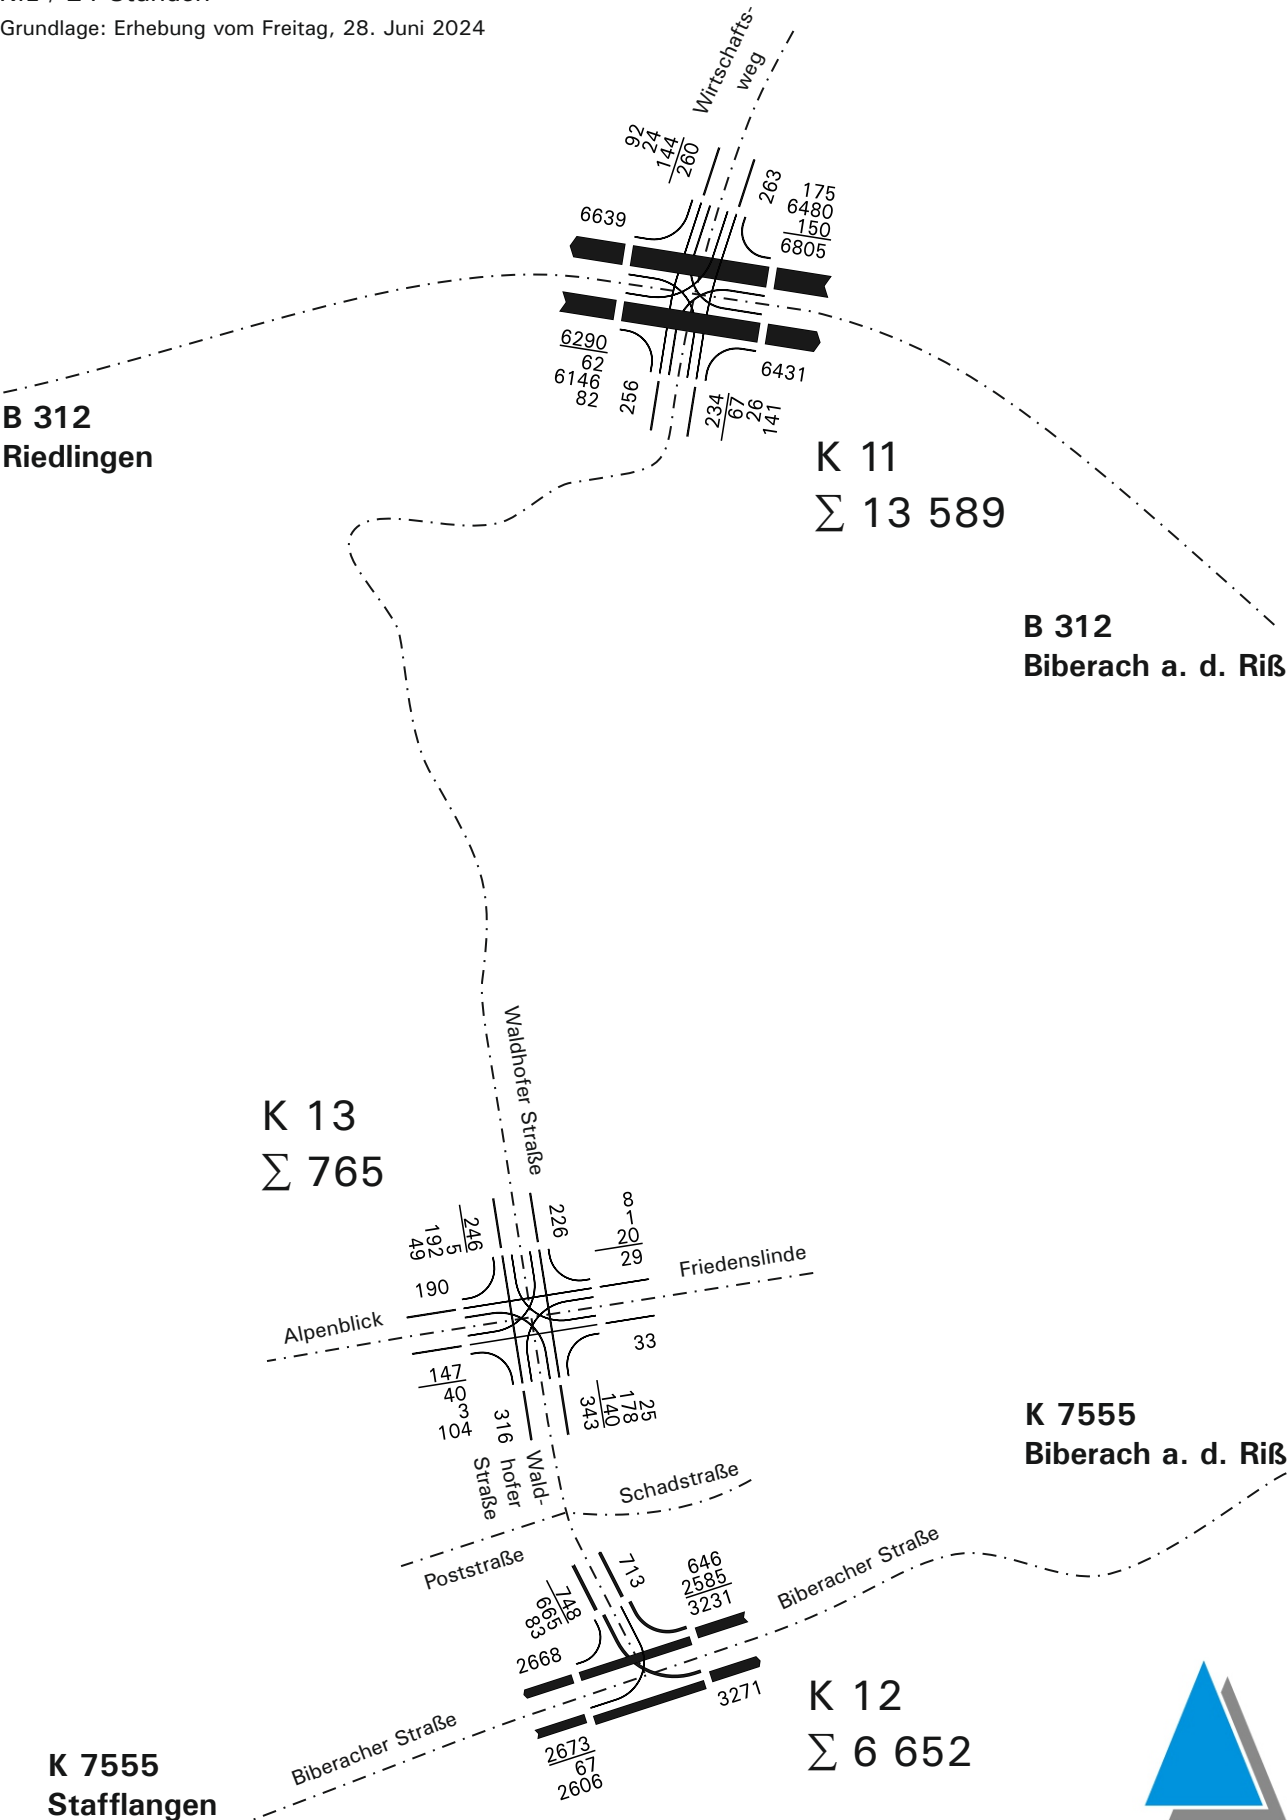 Grundlage: Erhebung vom Freitag, 28. Juni 2024
Wirtschafts-
weg
92
24
144
260
263
175
6480
150
6805
6639
6290
62
6146
82
256
6431
234
67
26
141
B 312
Riedlingen
K 11
∑ 13 589
B 312
Biberach a. d. Riß
Waldhofer Straße
K 13
∑ 765
49
192
5
246
226
8
1
20
29
190
Friedenslinde
Alpenblick
33
147
40
3
104
316
343
140
178
25
Wald-
hofer
Straße
K 7555
Biberach a. d. Riß
Schadstraße
Poststraße
83
665
748
713
646
2585
3231
Biberacher Straße
2668
3271
K 12
∑ 6 652
2673
67
2606
Biberacher Straße
K 7555
Stafflangen